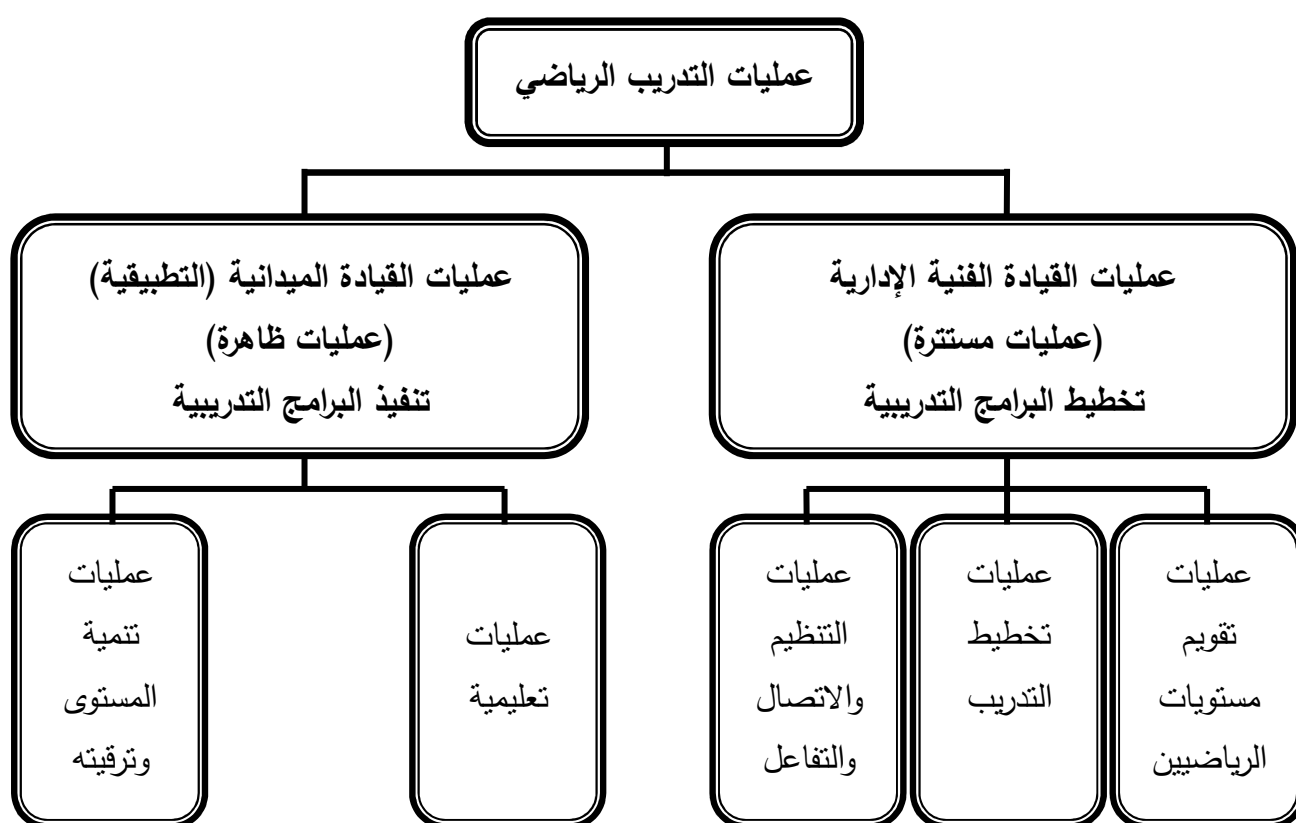 عمليات التدريب الرياضي
عمليات القيادة الفنية الإدارية
(عمليات مستترة)
تخطيط البرامج التدريبية
عمليات القيادة الميدانية (التطبيقية)
(عمليات ظاهرة)
تنفيذ البرامج التدريبية
عمليات
تقويم
مستويات
الرياضيين
عمليات
تخطيط
التدريب
عمليات
التنظيم
والاتصال
والتفاعل
عمليات
تعليمية
عمليات
تنمية
المستوى
وترقيته